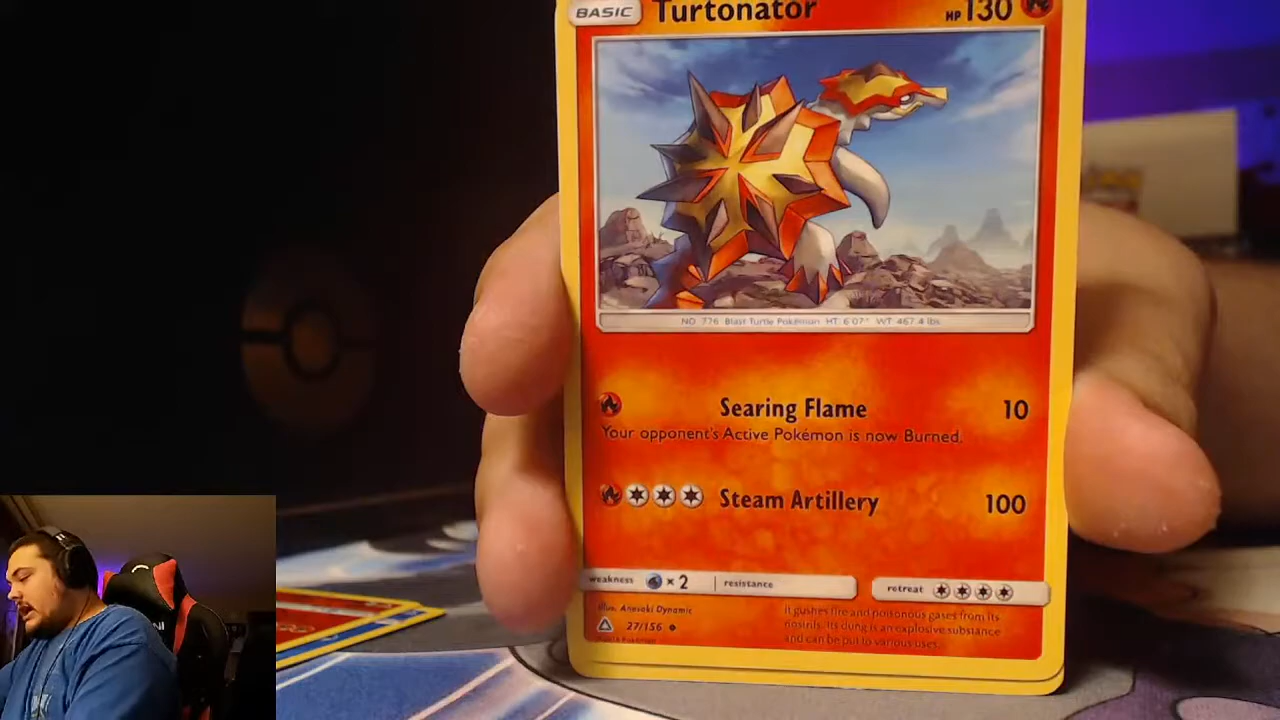 BASIC Turtonator HP 130
NO. 776 Blast Turtle Pokémon HT: 6'07" WT: 467.4 lbs.
Searing Flame 10
Your opponent's Active Pokémon is now Burned.
Steam Artillery 100
weakness × 2 resistance retreat
Illus. Anesaki Dynamic
27/156
It gushes fire and poisonous gases from its
nostrils. Its dung is an explosive substance
and can be put to various uses.